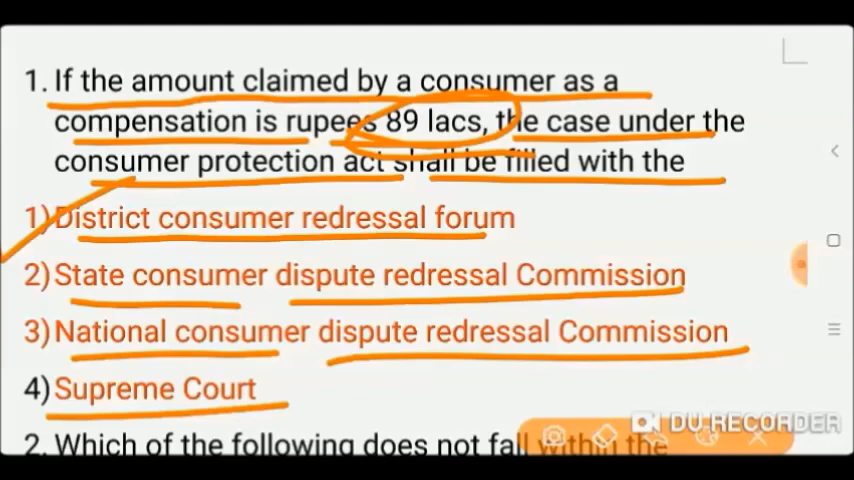 1. If the amount claimed by a consumer as a
compensation is rupees 89 lacs, the case under the
consumer protection act shall be filled with the
1) District consumer redressal forum
2) State consumer dispute redressal Commission
3) National consumer dispute redressal Commission
4) Supreme Court
DU RECORDER
2. Which of the following does not fall within the